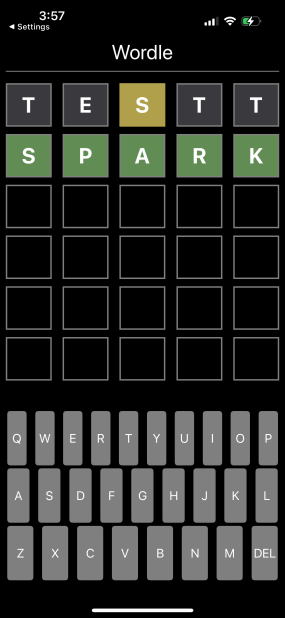 3:57
◀ Settings
Wordle
T E S T T
S P A R K
Q W E R T Y U I O P
A S D F G H J K L
Z X C V B N M DEL